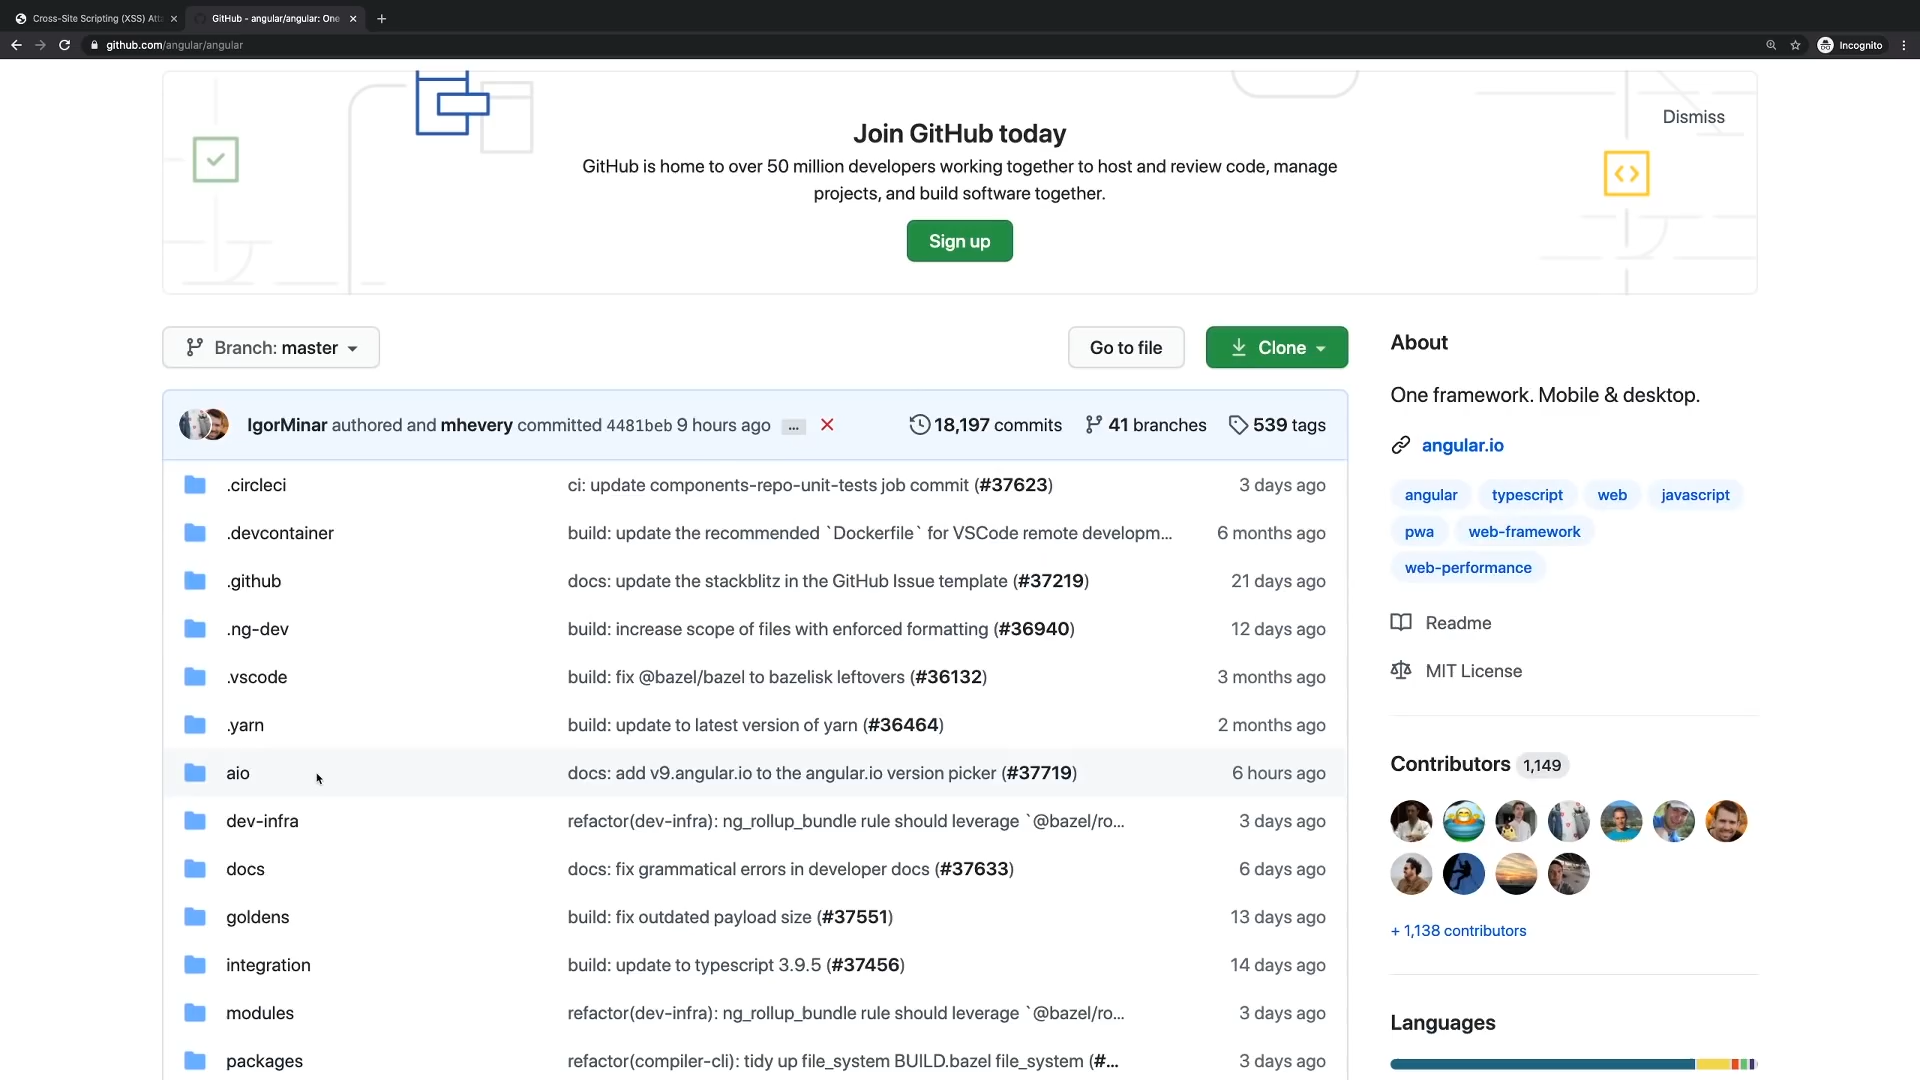 Cross-Site Scripting (XSS) Att
GitHub - angular/angular: One
github.com/angular/angular
Incognito
Join GitHub today
Dismiss
GitHub is home to over 50 million developers working together to host and review code, manage
projects, and build software together.
Sign up
Branch: master
Go to file
Clone
IgorMinar authored and mhevery committed 4481beb 9 hours ago ...
18,197 commits
41 branches
539 tags
.circleci ci: update components-repo-unit-tests job commit (#37623) 3 days ago
.devcontainer build: update the recommended `Dockerfile` for VSCode remote developm... 6 months ago
.github docs: update the stackblitz in the GitHub Issue template (#37219) 21 days ago
.ng-dev build: increase scope of files with enforced formatting (#36940) 12 days ago
.vscode build: fix @bazel/bazel to bazelisk leftovers (#36132) 3 months ago
.yarn build: update to latest version of yarn (#36464) 2 months ago
aio docs: add v9.angular.io to the angular.io version picker (#37719) 6 hours ago
dev-infra refactor(dev-infra): ng_rollup_bundle rule should leverage `@bazel/ro... 3 days ago
docs docs: fix grammatical errors in developer docs (#37633) 6 days ago
goldens build: fix outdated payload size (#37551) 13 days ago
integration build: update to typescript 3.9.5 (#37456) 14 days ago
modules refactor(dev-infra): ng_rollup_bundle rule should leverage `@bazel/ro... 3 days ago
packages refactor(compiler-cli): tidy up file_system BUILD.bazel file_system (#... 3 days ago
About
One framework. Mobile & desktop.
angular.io
angular typescript web javascript
pwa web-framework
web-performance
Readme
MIT License
Contributors 1,149
+ 1,138 contributors
Languages